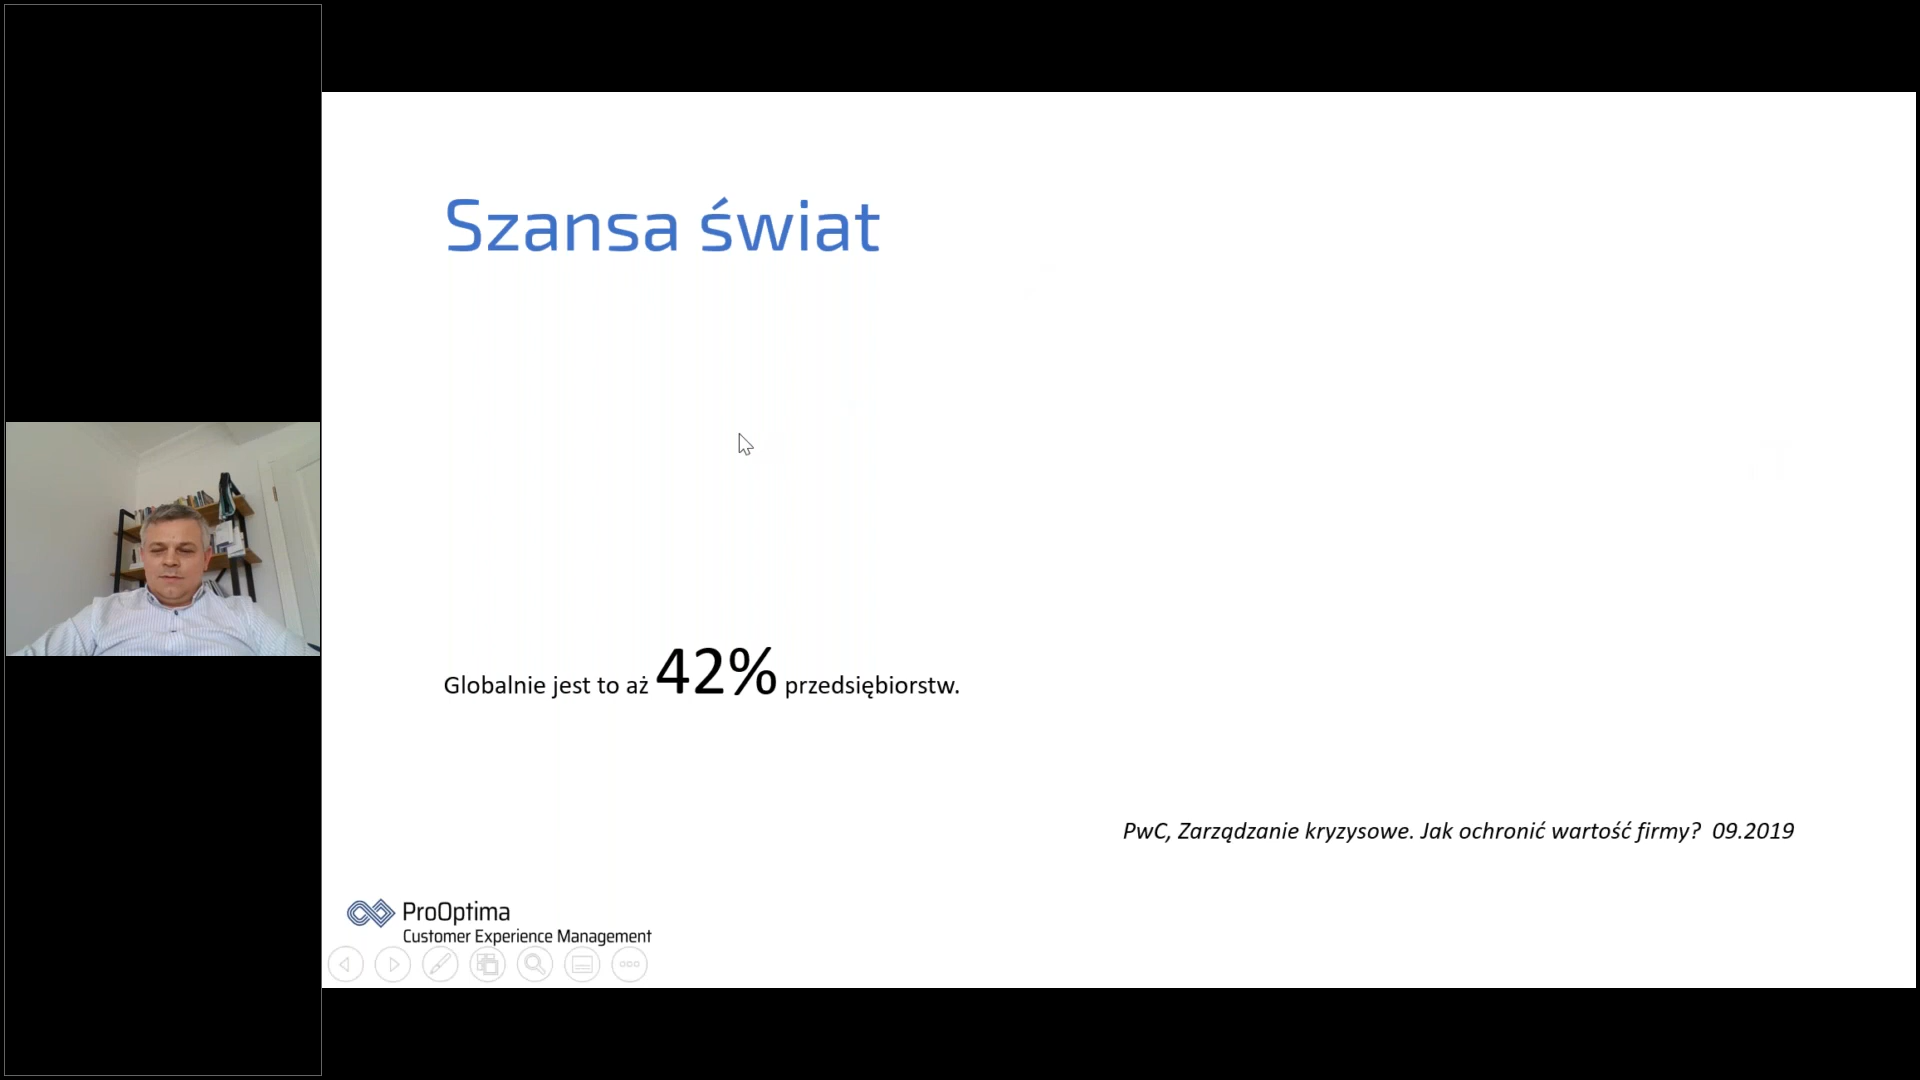 Szansa świat
Globalnie jest to aż 42% przedsiębiorstw.
PwC, Zarządzanie kryzysowe. Jak ochronić wartość firmy? 09.2019
ProOptima
Customer Experience Management